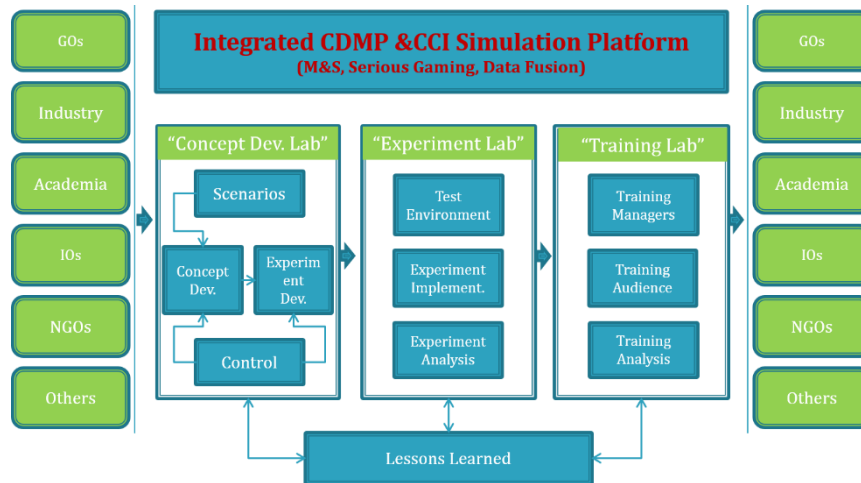 Integrated CDMP &CCI Simulation Platform
(M&S, Serious Gaming, Data Fusion)
GOs
Industry
Academia
IOs
NGOs
Others
“Concept Dev. Lab”
Scenarios
Concept
Dev.
Experim
ent
Dev.
Control
“Experiment Lab”
Test
Environment
Experiment
Implement.
Experiment
Analysis
“Training Lab”
Training
Managers
Training
Audience
Training
Analysis
Lessons Learned
GOs
Industry
Academia
IOs
NGOs
Others